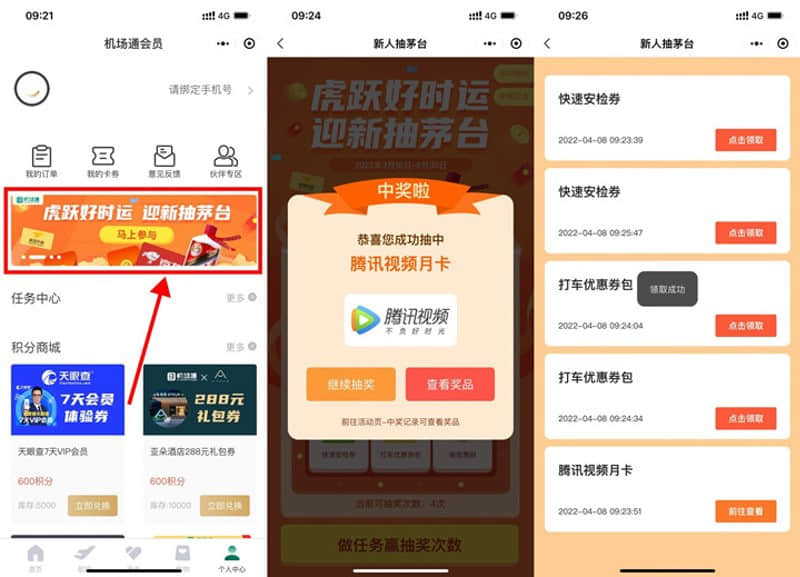 09:21
4G
机场通会员
请绑定手机号
我的订单
我的卡券
意见反馈
伙伴专区
机场通
虎跃好时运 迎新抽茅台
马上参与
任务中心
更多
积分商城
更多
天眼查
7天会员
体验券
7天VIP会员
机场通
288元
礼包券
天眼查7天VIP会员
亚朵酒店288元礼包券
600积分
600积分
库存:5000
立即兑换
库存:10000
立即兑换
首页
个人中心
09:24
4G
新人抽茅台
虎跃好时运
迎新抽茅台
中奖啦
恭喜您成功抽中
腾讯视频月卡
腾讯视频
不负好时光
继续抽奖
查看奖品
前往活动页-中奖记录可查看奖品
快速安检券
打车优惠券包
当前可抽奖次数: 4次
做任务赢抽奖次数
09:26
4G
新人抽茅台
快速安检券
2022-04-08 09:23:39
点击领取
快速安检券
2022-04-08 09:25:47
点击领取
打车优惠券包
领取成功
2022-04-08 09:24:04
点击领取
打车优惠券包
2022-04-08 09:24:34
点击领取
腾讯视频月卡
2022-04-08 09:23:51
前往查看